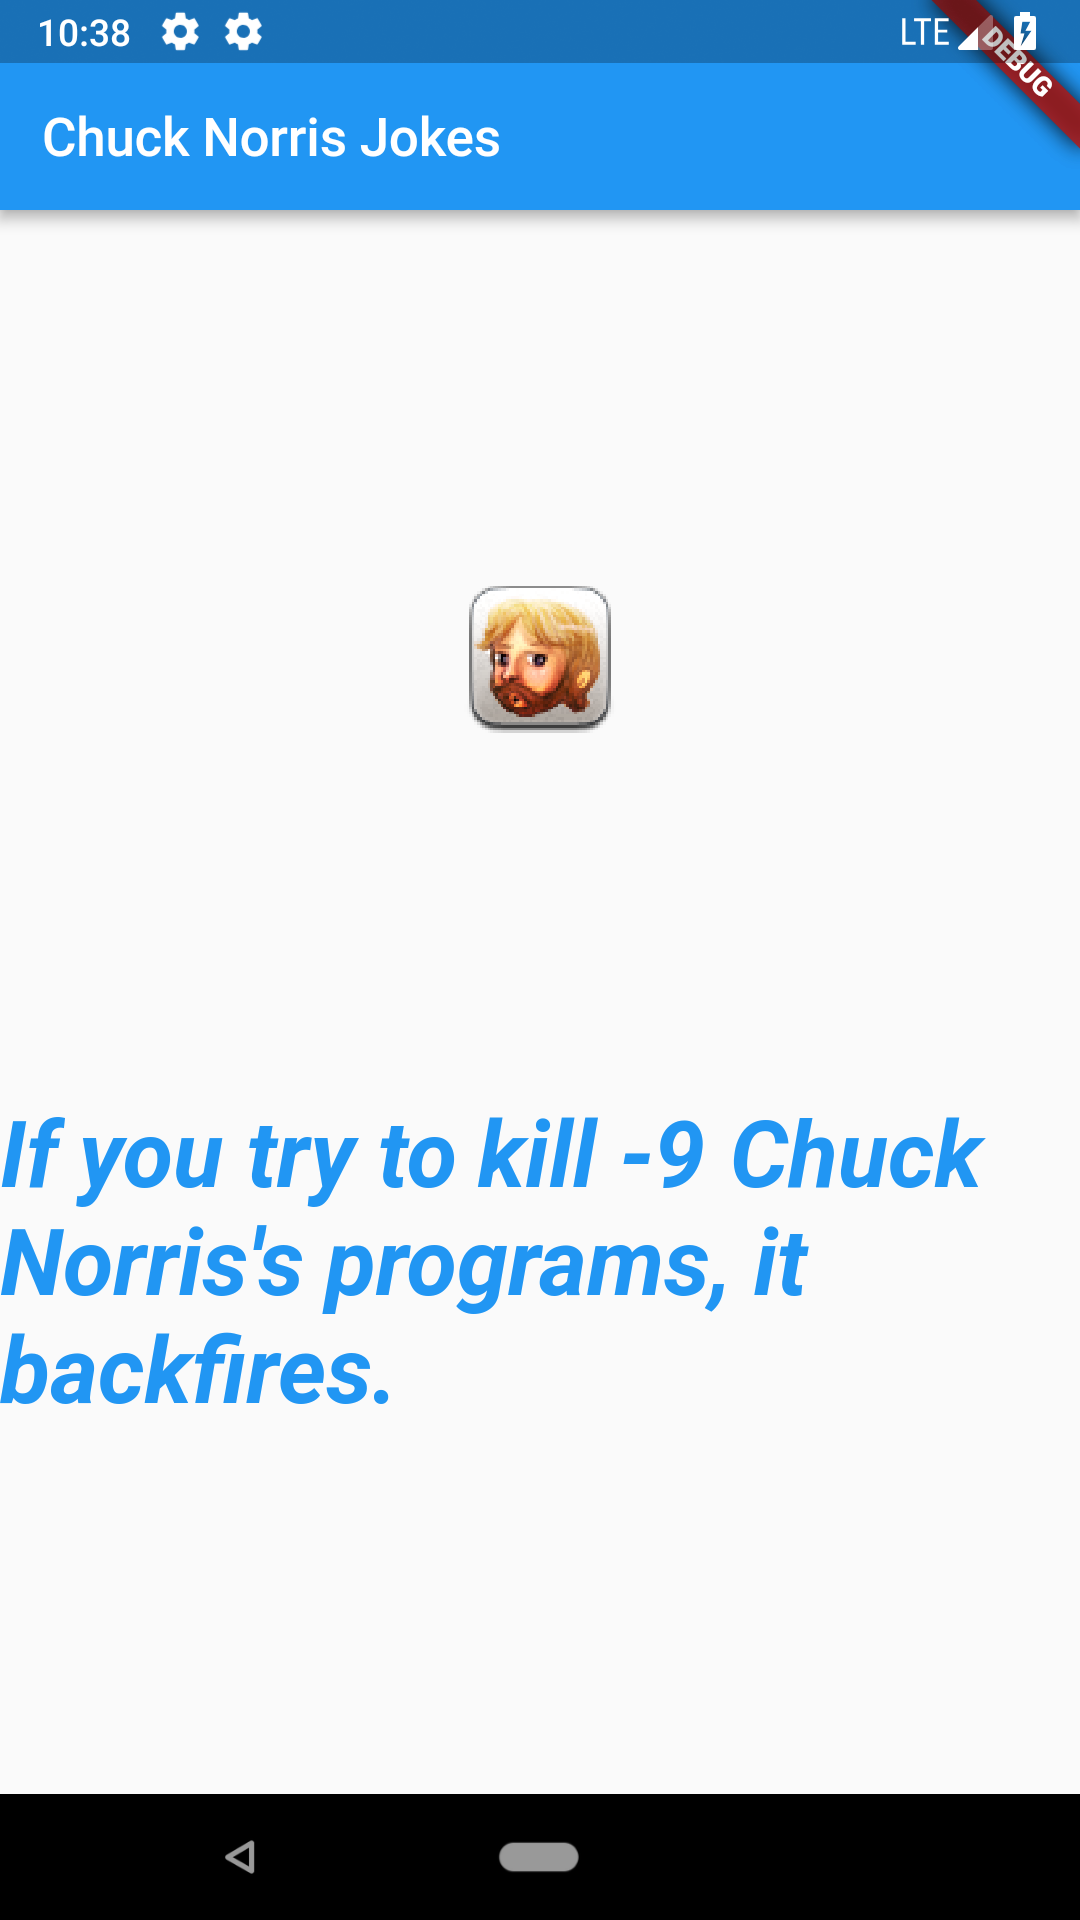 10:38 LTE
DEBUG
Chuck Norris Jokes
If you try to kill -9 Chuck
Norris's programs, it
backfires.